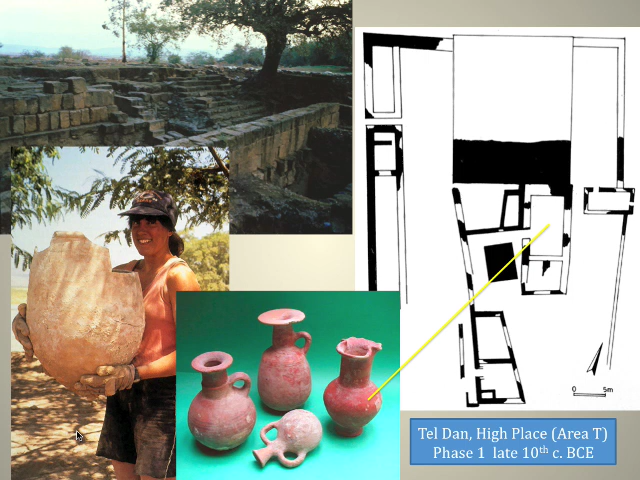 0 5m
Tel Dan, High Place (Area T)
Phase 1 late 10th c. BCE